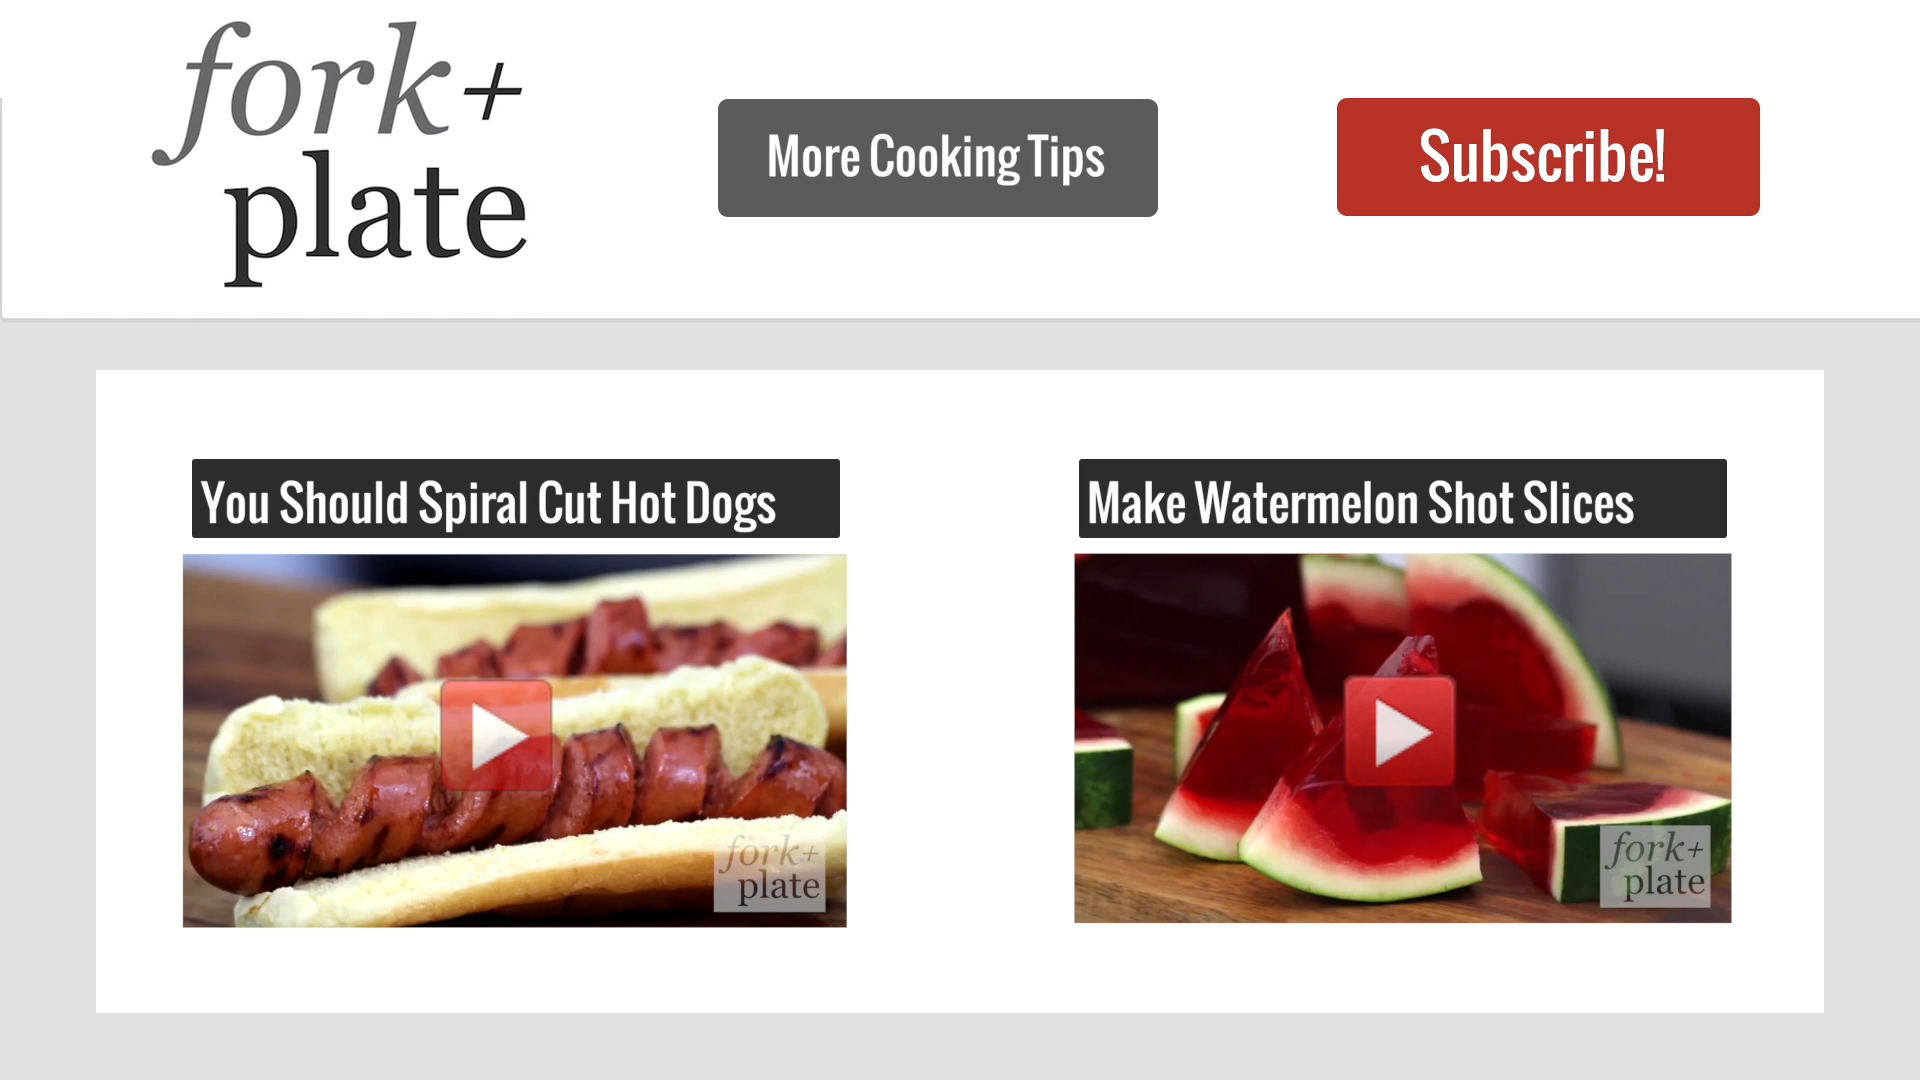 fork+
plate
More Cooking Tips
Subscribe!
You Should Spiral Cut Hot Dogs
Make Watermelon Shot Slices
fork+
plate
fork+
plate